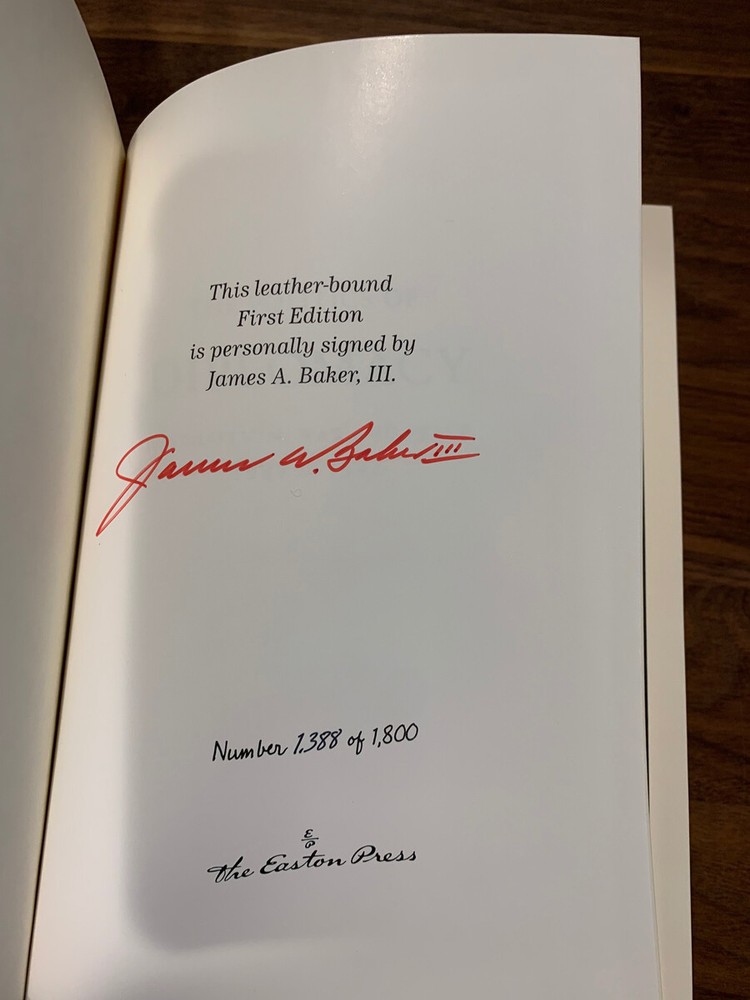 This leather-bound
First Edition
is personally signed by
James A. Baker, III.
James A. Baker III
Number 1,388 of 1,800
E
P
The Easton Press